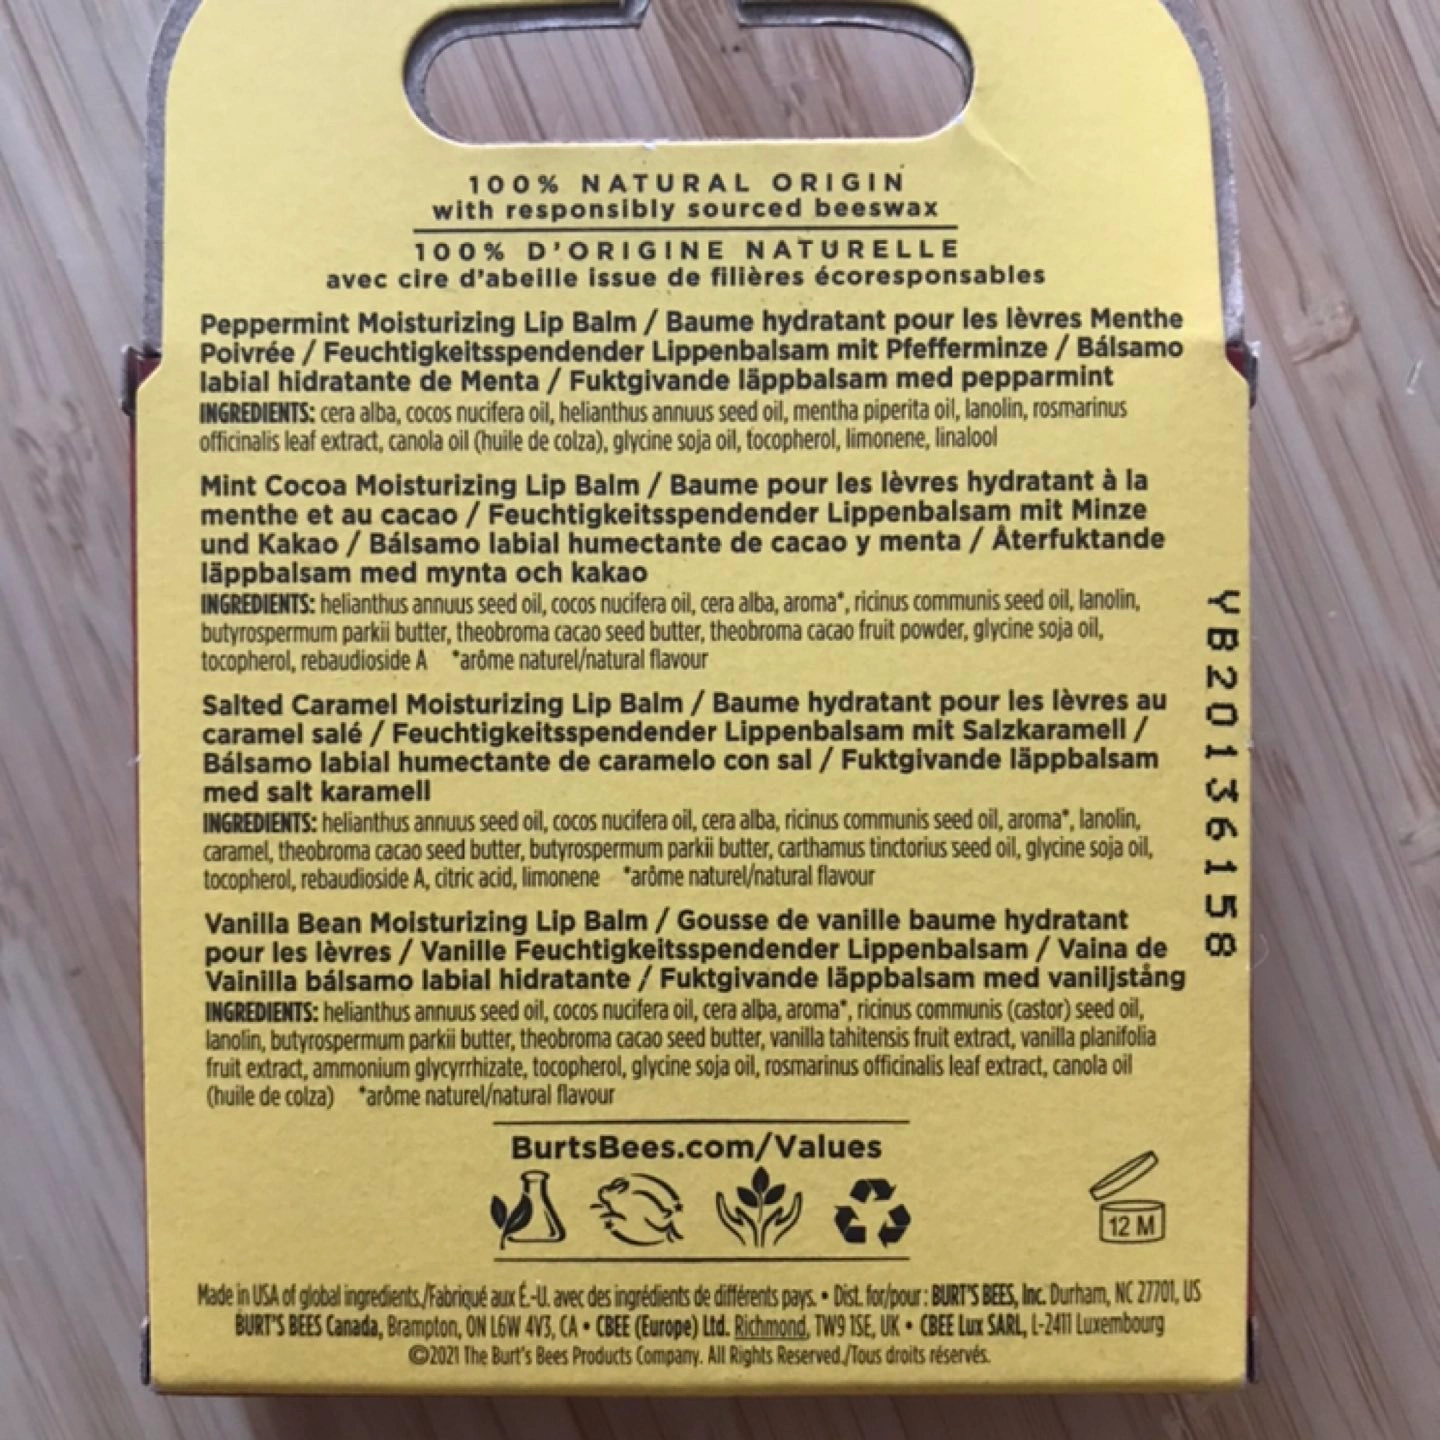 100% NATURAL ORIGIN
with responsibly sourced beeswax
100% D'ORIGINE NATURELLE
avec cire d'abeille issue de filières écoresponsables
Peppermint Moisturizing Lip Balm / Baume hydratant pour les lèvres Menthe
Poivrée / Feuchtigkeitsspendender Lippenbalsam mit Pfefferminze / Bálsamo
labial hidratante de Menta / Fuktgivande läppbalsam med pepparmint
INGREDIENTS: cera alba, cocos nucifera oil, helianthus annuus seed oil, mentha piperita oil, lanolin, rosmarinus
officinalis leaf extract, canola oil (huile de colza), glycine soja oil, tocopherol, limonene, linalool
Mint Cocoa Moisturizing Lip Balm / Baume pour les lèvres hydratant à la
menthe et au cacao / Feuchtigkeitsspendender Lippenbalsam mit Minze
und Kakao / Bálsamo labial humectante de cacao y menta / Återfuktande
läppbalsam med mynta och kakao
INGREDIENTS: helianthus annuus seed oil, cocos nucifera oil, cera alba, aroma*, ricinus communis seed oil, lanolin,
butyrospermum parkii butter, theobroma cacao seed butter, theobroma cacao fruit powder, glycine soja oil,
tocopherol, rebaudioside A *arôme naturel/natural flavour
Salted Caramel Moisturizing Lip Balm / Baume hydratant pour les lèvres au
caramel salé / Feuchtigkeitsspendender Lippenbalsam mit Salzkaramell /
Bálsamo labial humectante de caramelo con sal / Fuktgivande läppbalsam
med salt karamell
INGREDIENTS: helianthus annuus seed oil, cocos nucifera oil, cera alba, ricinus communis seed oil, aroma*, lanolin,
caramel, theobroma cacao seed butter, butyrospermum parkii butter, carthamus tinctorius seed oil, glycine soja oil,
tocopherol, rebaudioside A, citric acid, limonene *arôme naturel/natural flavour
Vanilla Bean Moisturizing Lip Balm / Gousse de vanille baume hydratant
pour les lèvres / Vanille Feuchtigkeitsspendender Lippenbalsam / Vaina de
Vainilla bálsamo labial hidratante / Fuktgivande läppbalsam med vaniljstång
INGREDIENTS: helianthus annuus seed oil, cocos nucifera oil, cera alba, aroma*, ricinus communis (castor) seed oil,
lanolin, butyrospermum parkii butter, theobroma cacao seed butter, vanilla tahitensis fruit extract, vanilla planifolia
fruit extract, ammonium glycyrrhizate, tocopherol, glycine soja oil, rosmarinus officinalis leaf extract, canola oil
(huile de colza) *arôme naturel/natural flavour
YB20136158
BurtsBees.com/Values
12 M
Made in USA of global ingredients./Fabriqué aux É.-U. avec des ingrédients de différents pays. • Dist. for/pour : BURT'S BEES, Inc. Durham, NC 27701, US
BURT'S BEES Canada, Brampton, ON L6W 4V3, CA • CBEE (Europe) Ltd. Richmond, TW9 1SE, UK • CBEE Lux SARL, L-2411 Luxembourg
©2021 The Burt's Bees Products Company. All Rights Reserved./Tous droits réservés.